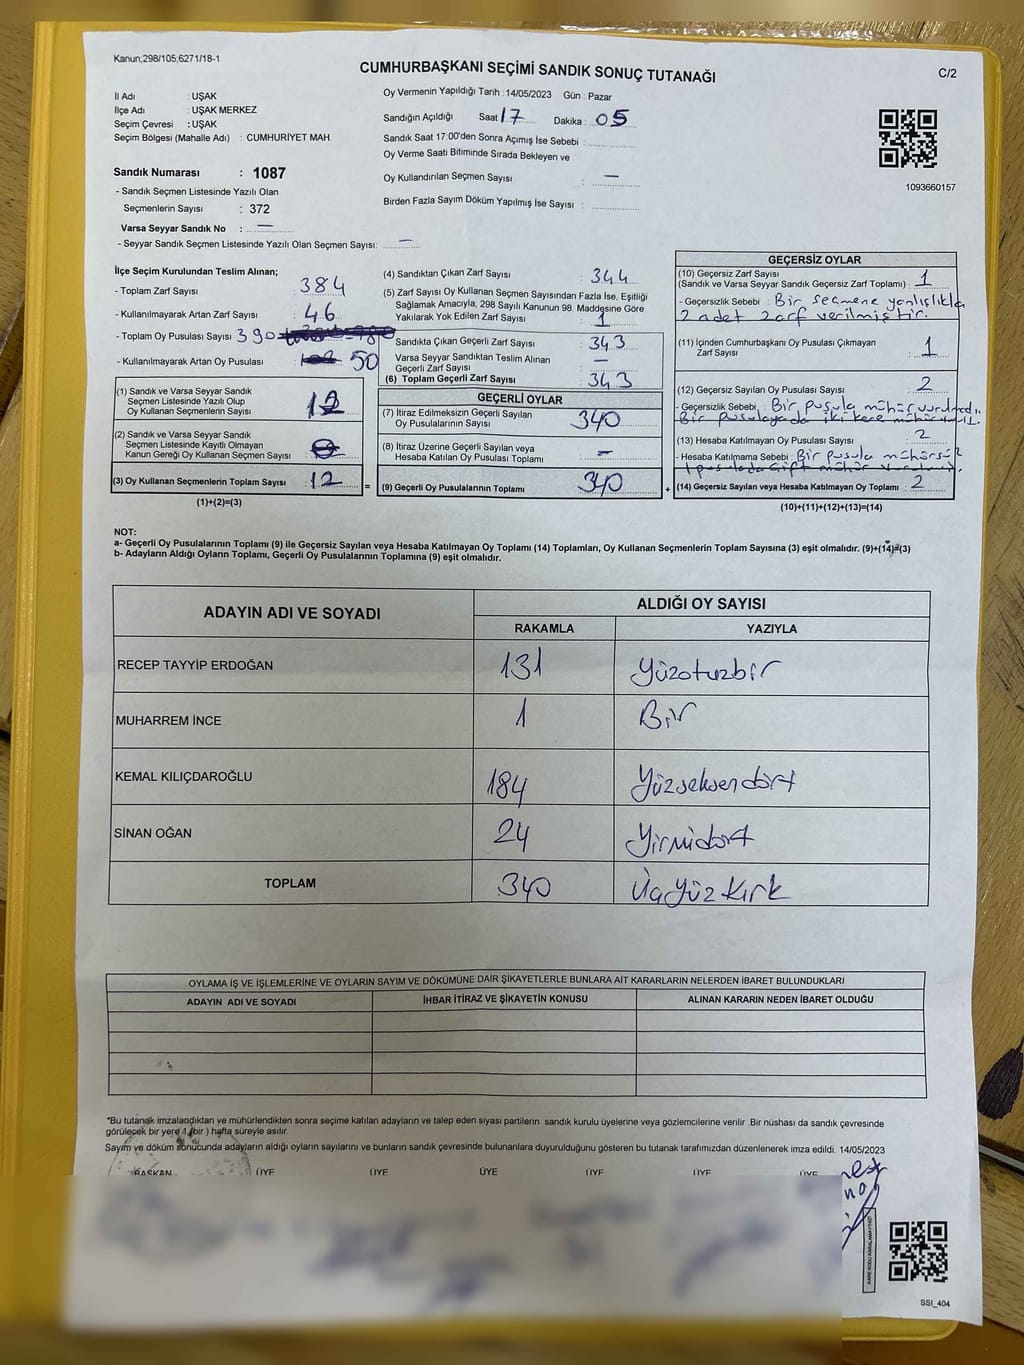 Kanun;298/105;6271/18-1
CUMHURBAŞKANI SEÇİMİ SANDIK SONUÇ TUTANAĞI
C/2
İl Adı : UŞAK
İlçe Adı : UŞAK MERKEZ
Seçim Çevresi : UŞAK
Seçim Bölgesi (Mahalle Adı) : CUMHURİYET MAH.
Oy Vermenin Yapıldığı Tarih : 14/05/2023 Gün : Pazar
Sandığın Açıldığı Saat : 17 Dakika : 05
Sandık Saat 17:00'den Sonra Açımış İse Sebebi :
Oy Verme Saati Bitiminde Sırada Bekleyen ve
Oy Kullandırılan Seçmen Sayısı : —
Birden Fazla Sayım Döküm Yapılmış İse Sayısı :
1093660157
Sandık Numarası : 1087
- Sandık Seçmen Listesinde Yazılı Olan
Seçmenlerin Sayısı : 372
Varsa Seyyar Sandık No : —
- Seyyar Sandık Seçmen Listesinde Yazılı Olan Seçmen Sayısı: —
İlçe Seçim Kurulundan Teslim Alınan;
- Toplam Zarf Sayısı : 384
- Kullanılmayarak Artan Zarf Sayısı : 46
- Toplam Oy Pusulası Sayısı 390
- Kullanılmayarak Artan Oy Pusulası : 50
(1) Sandık ve Varsa Seyyar Sandık
Seçmen Listesinde Yazılı Olup
Oy Kullanan Seçmenlerin Sayısı : 12
(2) Sandık ve Varsa Seyyar Sandık
Seçmen Listesinde Kayıtlı Olmayan
Kanun Gereği Oy Kullanan Seçmen Sayısı :
(3) Oy Kullanan Seçmenlerin Toplam Sayısı : 12
(1)+(2)=(3)
(4) Sandıktan Çıkan Zarf Sayısı : 344
(5) Zarf Sayısı Oy Kullanan Seçmen Sayısından Fazla İse, Eşitliği
Sağlamak Amacıyla, 298 Sayılı Kanunun 98. Maddesine Göre
Yakılarak Yok Edilen Zarf Sayısı : 1
Sandıkta Çıkan Geçerli Zarf Sayısı : 343
Varsa Seyyar Sandıktan Teslim Alınan
Geçerli Zarf Sayısı : —
(6) Toplam Geçerli Zarf Sayısı : 343
GEÇERLİ OYLAR
(7) İtiraz Edilmeksizin Geçerli Sayılan
Oy Pusulalarının Sayısı : 340
(8) İtiraz Üzerine Geçerli Sayılan veya
Hesaba Katılan Oy Pusulası Toplamı : —
= (9) Geçerli Oy Pusulalarının Toplamı : 340 +
GEÇERSİZ OYLAR
(10) Geçersiz Zarf Sayısı
(Sandık ve Varsa Seyyar Sandık Geçersiz Zarf Toplamı) : 1
- Geçersizlik Sebebi : Bir seçmene yanlışlıkla
2 adet zarf verilmiştir.
(11) İçinden Cumhurbaşkanı Oy Pusulası Çıkmayan
Zarf Sayısı : 1
(12) Geçersiz Sayılan Oy Pusulası Sayısı : 2
- Geçersizlik Sebebi : Bir pusula mühür vurulmadı.
Bir pusulayada iki kere
(13) Hesaba Katılmayan Oy Pusulası Sayısı : 2
- Hesaba Katılmama Sebebi : Bir pusula mühürsüz
1 pusulada çift mühür
(14) Geçersiz Sayılan veya Hesaba Katılmayan Oy Toplamı : 2
(10)+(11)+(12)+(13)=(14)
NOT:
a- Geçerli Oy Pusulalarının Toplamı (9) ile Geçersiz Sayılan veya Hesaba Katılmayan Oy Toplamı (14) Toplamları, Oy Kullanan Seçmenlerin Toplam Sayısına (3) eşit olmalıdır. (9)+(14)=(3)
b- Adayların Aldığı Oyların Toplamı, Geçerli Oy Pusulalarının Toplamına (9) eşit olmalıdır.
ADAYIN ADI VE SOYADI ALDIĞI OY SAYISI
RAKAMLA YAZIYLA
RECEP TAYYİP ERDOĞAN 131 Yüzotuzbir
MUHARREM İNCE 1 Bir
KEMAL KILIÇDAROĞLU 184 Yüzseksendört
SİNAN OĞAN 24 Yirmidört
TOPLAM 340 Üçyüz kırk
OYLAMA İŞ VE İŞLEMLERİNE VE OYLARIN SAYIM VE DÖKÜMÜNE DAİR ŞİKAYETLERLE BUNLARA AİT KARARLARIN NELERDEN İBARET BULUNDUKLARI
ADAYIN ADI VE SOYADI İHBAR İTİRAZ VE ŞİKAYETİN KONUSU ALINAN KARARIN NEDEN İBARET OLDUĞU
*Bu tutanak imzalandıktan ve mühürlendikten sonra seçime katılan adayların ve talep eden siyasi partilerin sandık kurulu üyelerine veya gözlemcilerine verilir .Bir nüshası da sandık çevresinde
görülecek bir yere 1 (bir ) hafta süreyle asılır.
Sayım ve döküm sonucunda adayların aldığı oyların sayılarını ve bunların sandık çevresinde bulunanlara duyurulduğunu gösteren bu tutanak tarafımızdan düzenlenerek imza edildi. 14/05/2023
BAŞKAN ÜYE ÜYE ÜYE ÜYE ÜYE ÜYE
KARE KODU KARALAMAYINIZ!
SSI_404